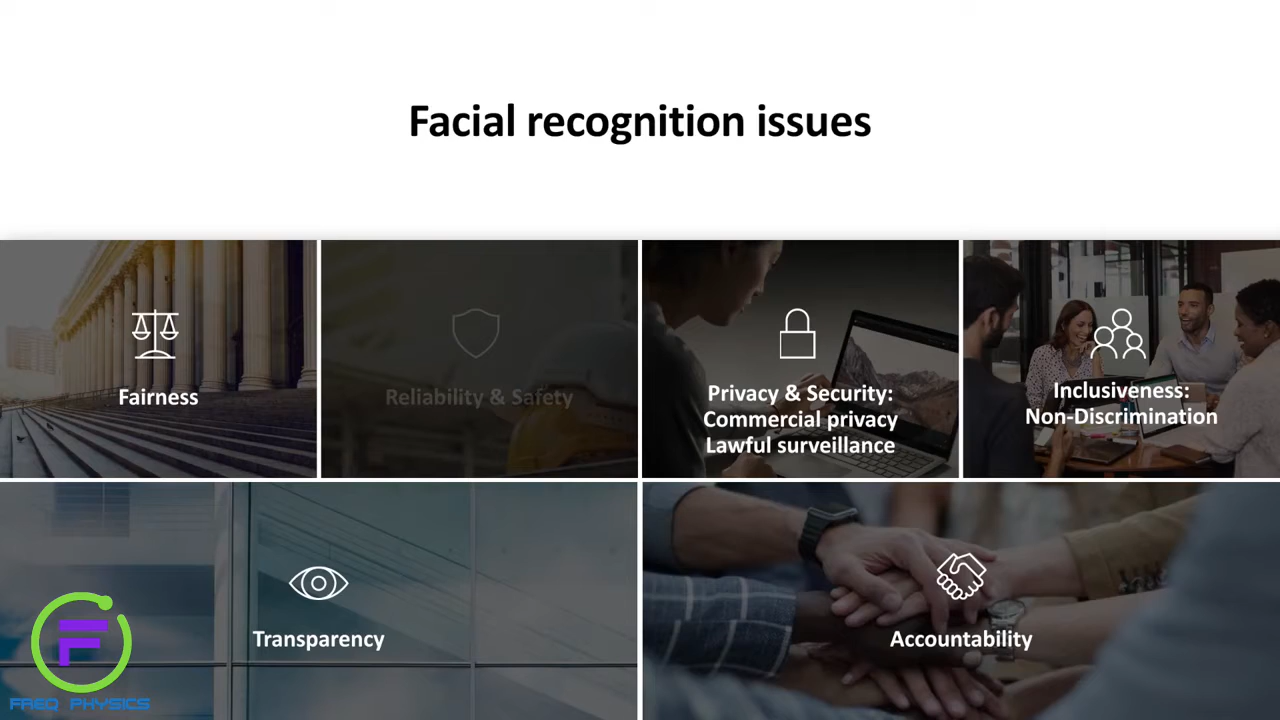 Facial recognition issues
Fairness
Reliability & Safety
Privacy & Security:
Commercial privacy
Lawful surveillance
Inclusiveness:
Non-Discrimination
Transparency
Accountability
F
FREQ PHYSICS